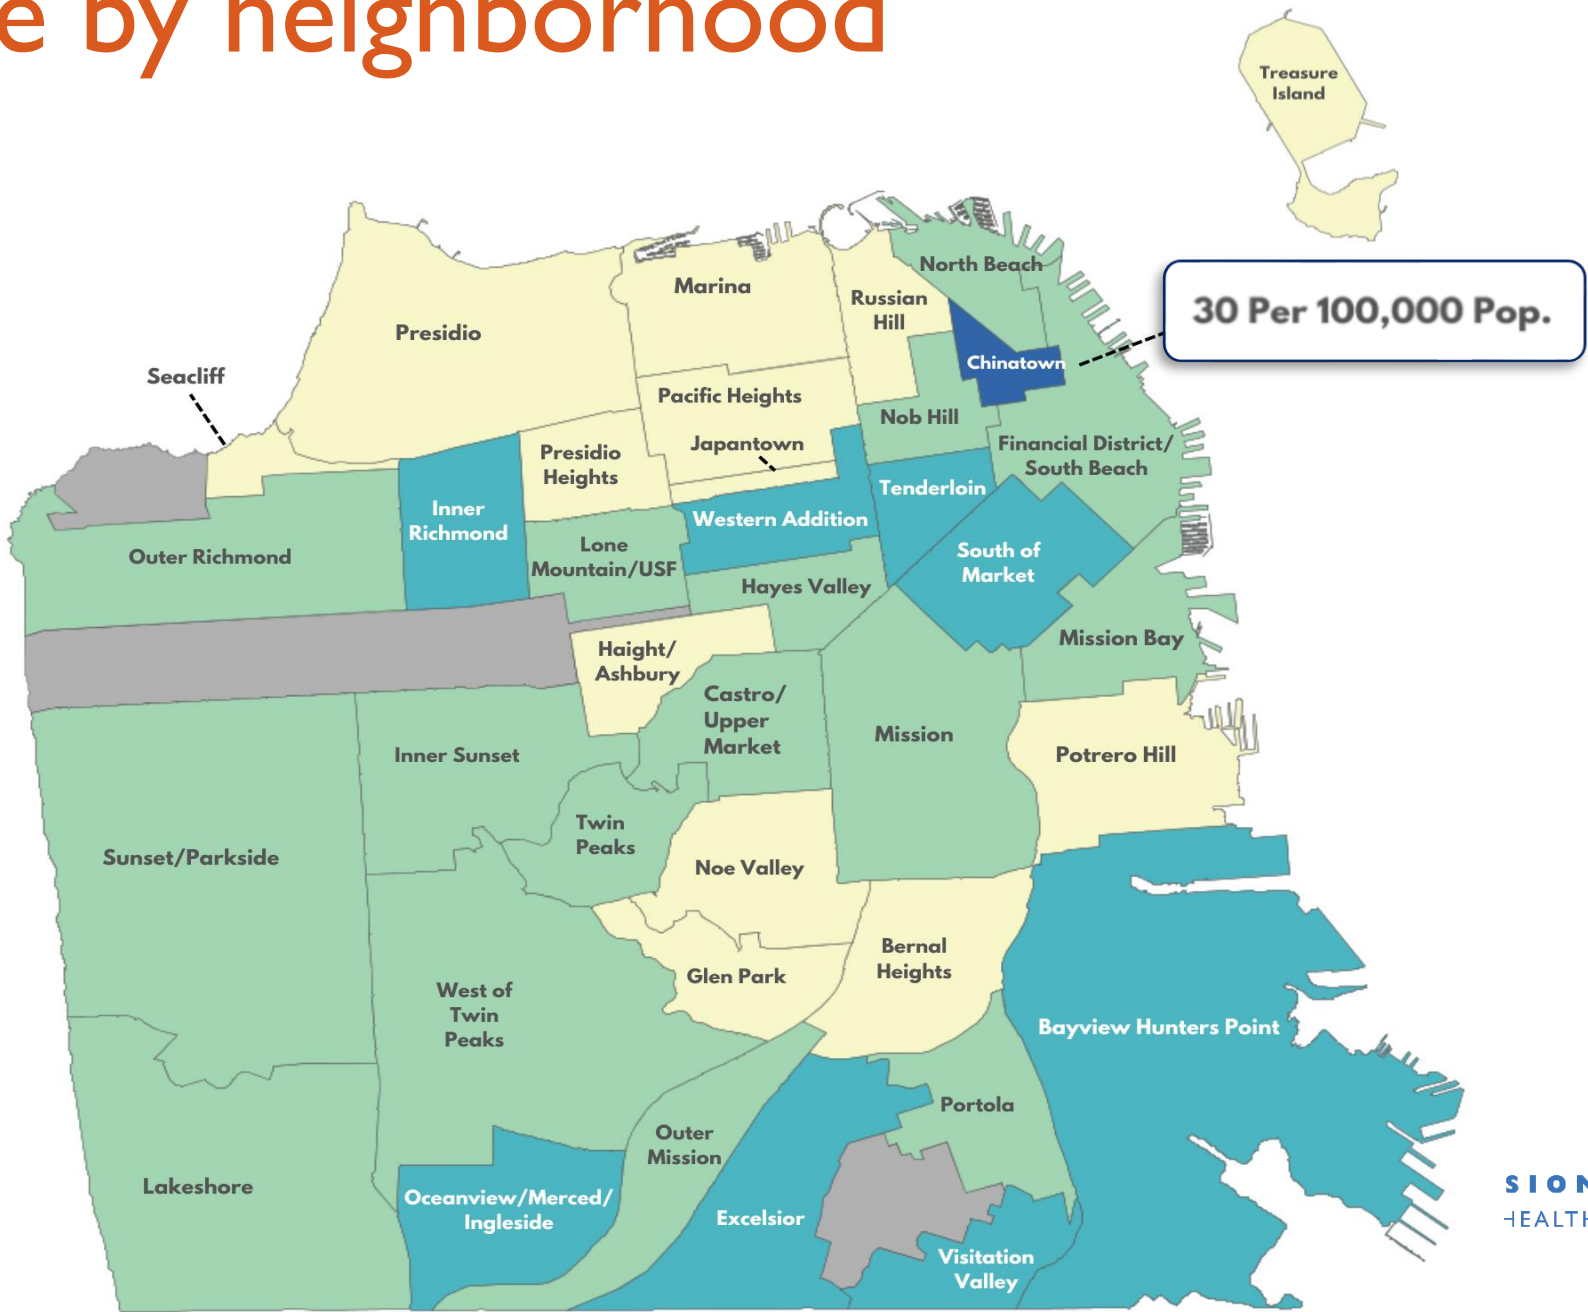 e by neighborhood
Treasure
Island
North Beach
Marina
Russian
Hill
30 Per 100,000 Pop.
Presidio
Chinatown
Seacliff
Pacific Heights
Nob Hill
Japantown
Presidio
Heights
Financial District/
South Beach
Tenderloin
Inner
Richmond
Western Addition
Outer Richmond
Lone
Mountain/USF
South of
Market
Hayes Valley
Mission Bay
Haight/
Ashbury
Castro/
Upper
Market
Mission
Inner Sunset
Potrero Hill
Twin
Peaks
Sunset/Parkside
Noe Valley
Bernal
Heights
Glen Park
West of
Twin
Peaks
Bayview Hunters Point
Portola
Outer
Mission
Lakeshore
Oceanview/Merced/
Ingleside
Excelsior
Visitation
Valley
SION
HEALTH